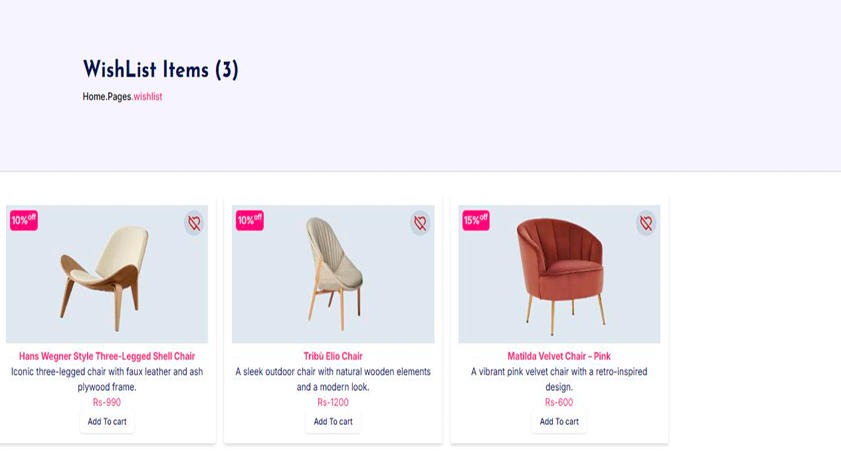 WishList Items (3)
Home.Pages.wishlist
10%off
10%off
15%off
Hans Wegner Style Three-Legged Shell Chair
Iconic three-legged chair with faux leather and ash
plywood frame.
Rs-990
Add To cart
Tribù Elio Chair
A sleek outdoor chair with natural wooden elements
and a modern look.
Rs-1200
Add To cart
Matilda Velvet Chair – Pink
A vibrant pink velvet chair with a retro-inspired
design.
Rs-600
Add To cart